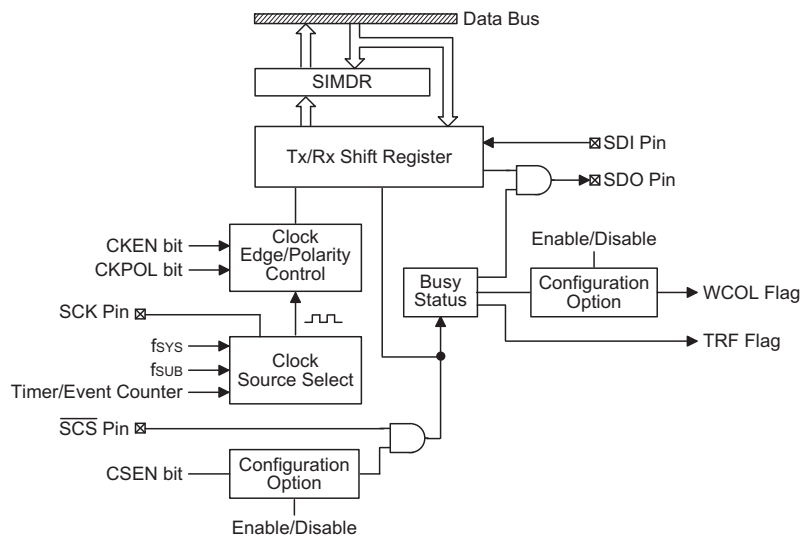 Data Bus
SIMDR
Tx/Rx Shift Register
SDI Pin
SDO Pin
CKEN bit
CKPOL bit
Clock
Edge/Polarity
Control
Enable/Disable
Busy
Status
Configuration
Option
WCOL Flag
SCK Pin
TRF Flag
fSYS
fSUB
Timer/Event Counter
Clock
Source Select
SCS Pin
CSEN bit
Configuration
Option
Enable/Disable